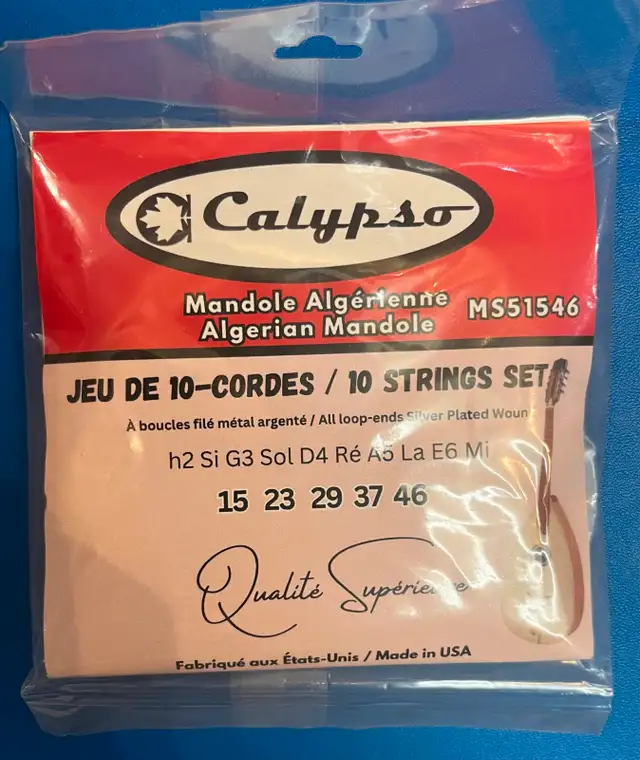 Calypso
Mandole Algérienne
Algerian Mandole
MS51546
JEU DE 10-CORDES / 10 STRINGS SET
À boucles filé métal argenté / All loop-ends Silver Plated Woun
h2 Si G3 Sol D4 Ré A5 La E6 Mi
15 23 29 37 46
Qualité Supérieure
Fabriqué aux États-Unis / Made in USA